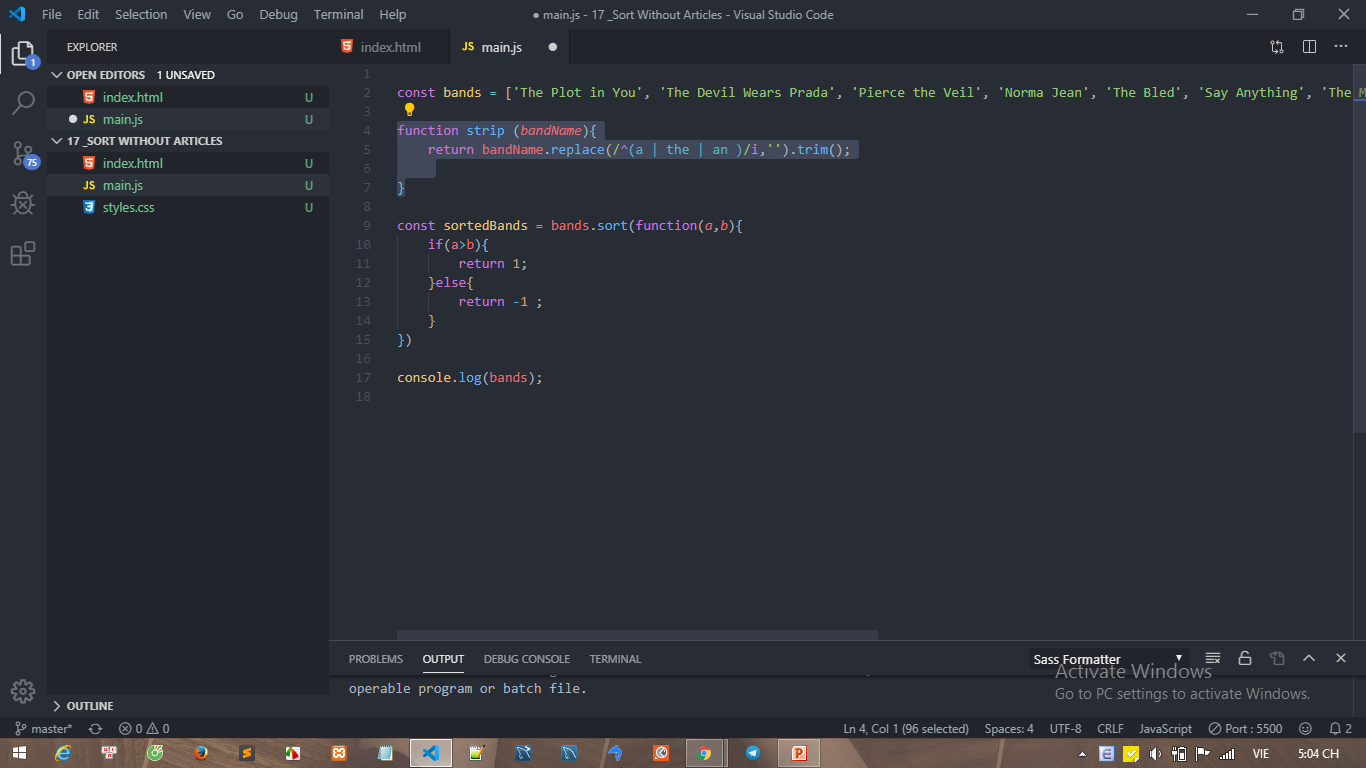 File Edit Selection View Go Debug Terminal Help
● main.js - 17 _Sort Without Articles - Visual Studio Code
EXPLORER
index.html
JS main.js
OPEN EDITORS 1 UNSAVED
index.html U
JS main.js U
17 _SORT WITHOUT ARTICLES
index.html U
JS main.js U
styles.css U
OUTLINE
1
75
1
2 const bands = ['The Plot in You', 'The Devil Wears Prada', 'Pierce the Veil', 'Norma Jean', 'The Bled', 'Say Anything', 'The M
3
4 function strip (bandName){
5 return bandName.replace(/^(a | the | an )/i,'').trim();
6
7 }
8
9 const sortedBands = bands.sort(function(a,b){
10 if(a>b){
11 return 1;
12 }else{
13 return -1 ;
14 }
15 })
16
17 console.log(bands);
18
PROBLEMS OUTPUT DEBUG CONSOLE TERMINAL
Sass Formatter
operable program or batch file.
Activate Windows
Go to PC settings to activate Windows.
master* 0 0 Ln 4, Col 1 (96 selected) Spaces: 4 UTF-8 CRLF JavaScript Port : 5500 2
VIE 5:04 CH